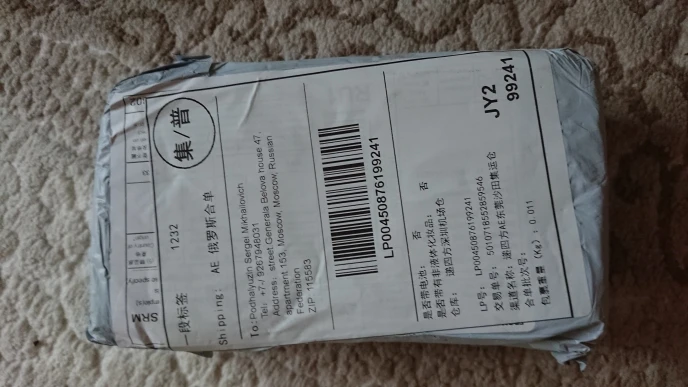 集/普
一段标签 1232
Shipping: AE 俄罗斯合单
To: Podhalyuzin Sergei Mikhailovich
Tel: +7-/ 9267948031
Address: street Generala Belova house 47,
apartment 153, Moscow, Moscow, Russian
Federation
ZIP 115583
LP00450876199241
JY2
99241
是否带电池: 否
是否带有非液体化妆品: 否
仓库: 递四方深圳机场仓
LP号: LP00450876199241
交易单号: 5010718552859546
渠道名称: 递四方AE东莞沙田集运仓
合单批次号:
包裹重量 (Kg): 0.011
SRM